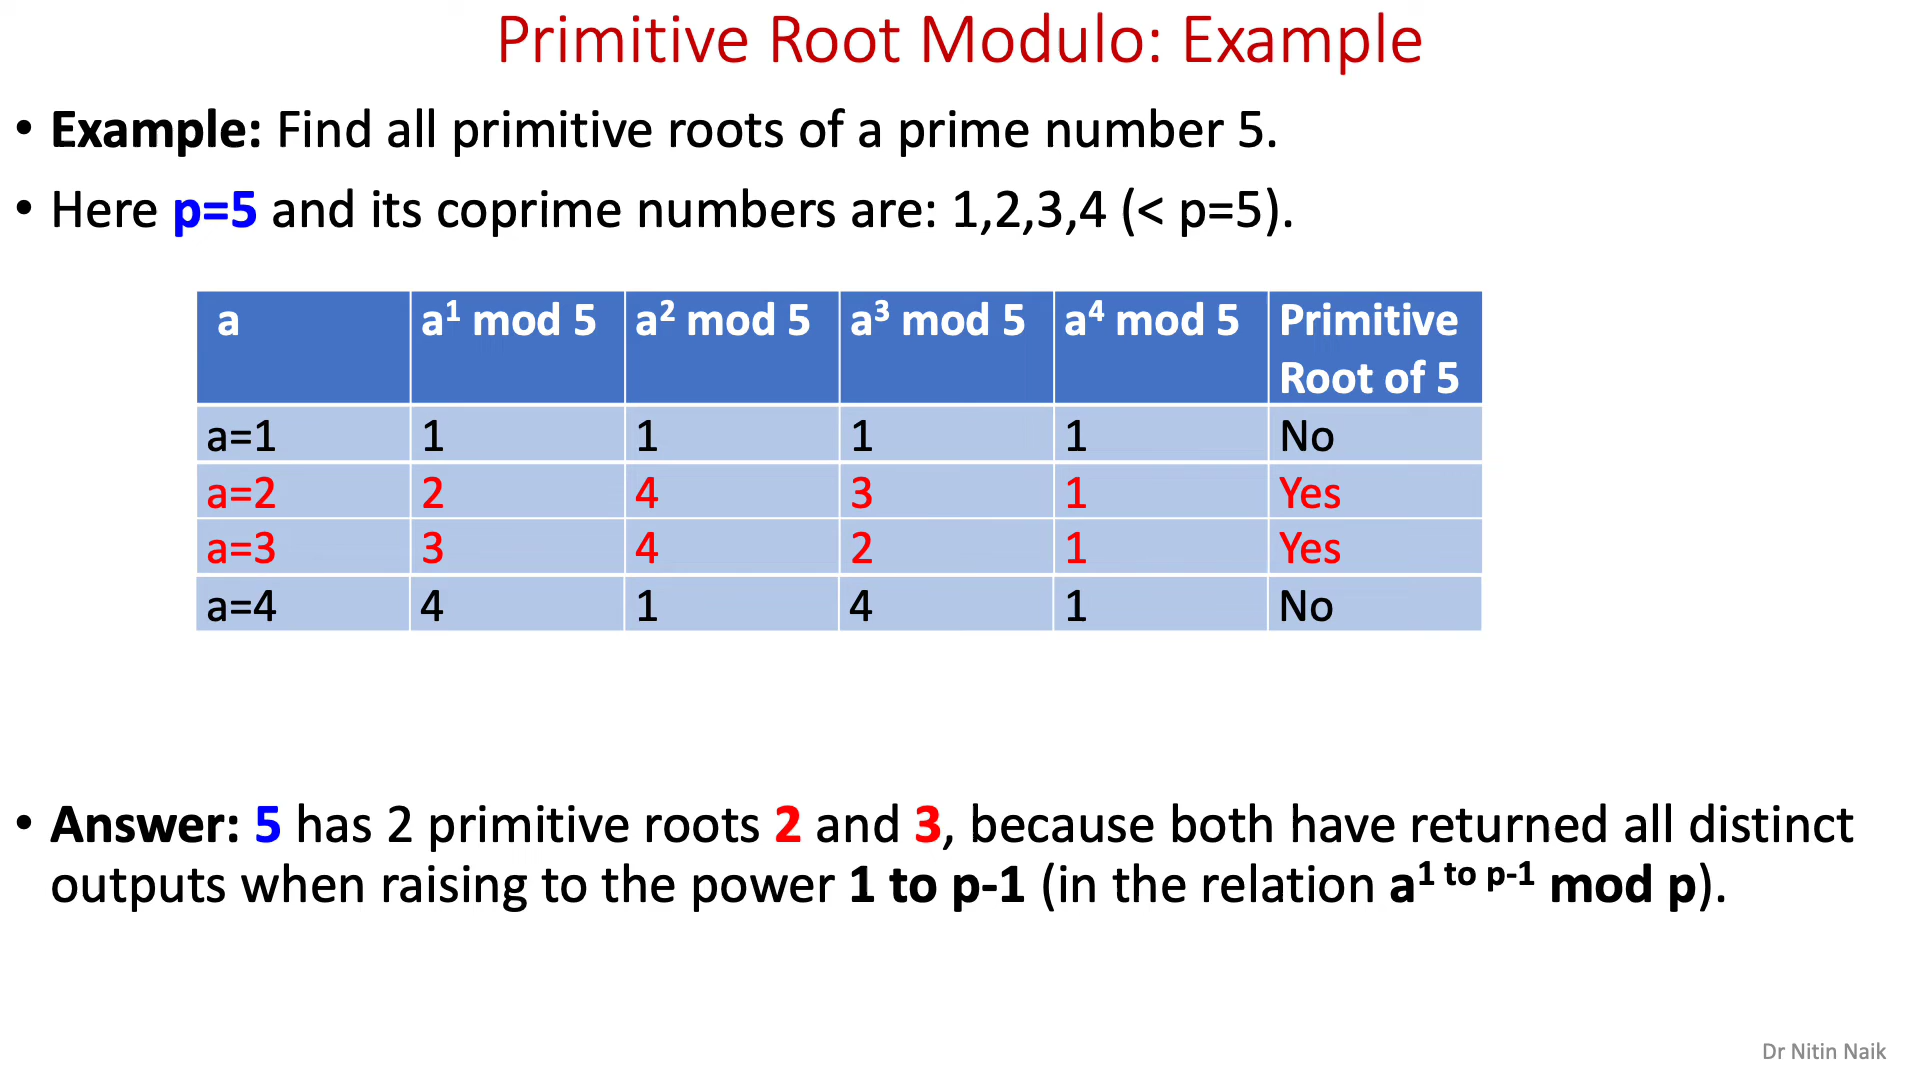 Primitive Root Modulo: Example
• Example: Find all primitive roots of a prime number 5.
• Here p=5 and its coprime numbers are: 1,2,3,4 (< p=5).
a a¹ mod 5 a² mod 5 a³ mod 5 a⁴ mod 5 Primitive
Root of 5
a=1 1 1 1 1 No
a=2 2 4 3 1 Yes
a=3 3 4 2 1 Yes
a=4 4 1 4 1 No
• Answer: 5 has 2 primitive roots 2 and 3, because both have returned all distinct
outputs when raising to the power 1 to p-1 (in the relation a¹ ᵗᵒ ᵖ⁻¹ mod p).
Dr Nitin Naik